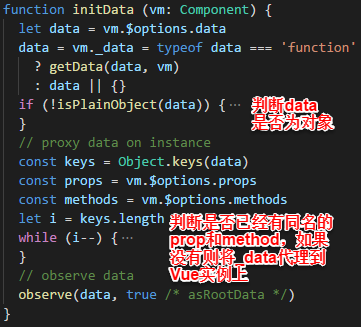 function initData (vm: Component) {
let data = vm.$options.data
data = vm._data = typeof data === 'function'
? getData(data, vm)
: data || {}
if (!isPlainObject(data)) {⋯
判断data
是否为对象
}
// proxy data on instance
const keys = Object.keys(data)
const props = vm.$options.props
const methods = vm.$options.methods
let i = keys.length
判断是否已经有同名的
prop和method，如果
没有则将_data代理到
Vue实例上
while (i--) {⋯
}
// observe data
observe(data, true /* asRootData */)
}